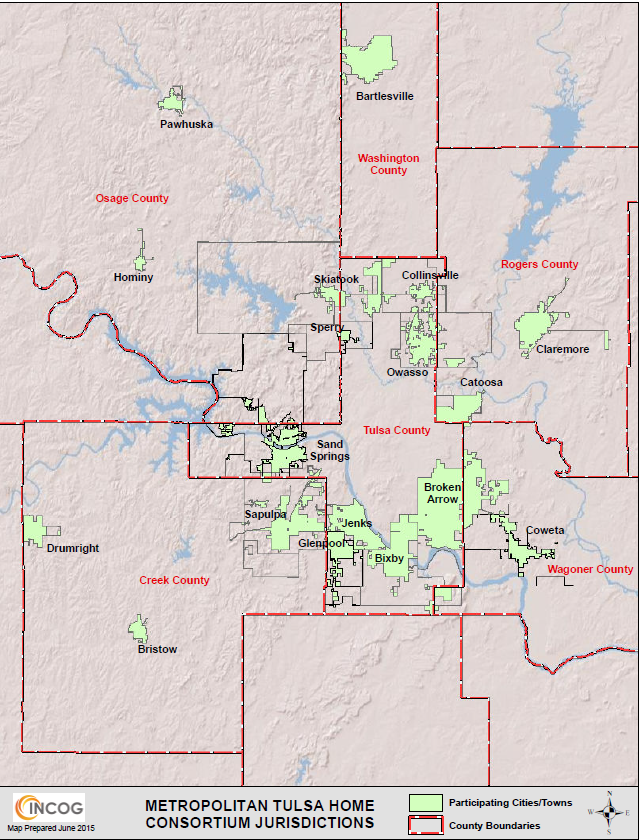 Bartlesville
Pawhuska
Washington
County
Osage County
Rogers County
Hominy
Skiatook
Collinsville
Sperry
Claremore
Owasso
Catoosa
Tulsa County
Sand
Springs
Broken
Arrow
Sapulpa
Jenks
Coweta
Drumright
Glenpool
Bixby
Wagoner County
Creek County
Bristow
INCOG
Map Prepared June 2015
METROPOLITAN TULSA HOME
CONSORTIUM JURISDICTIONS
Participating Cities/Towns
County Boundaries
N
W
E
S